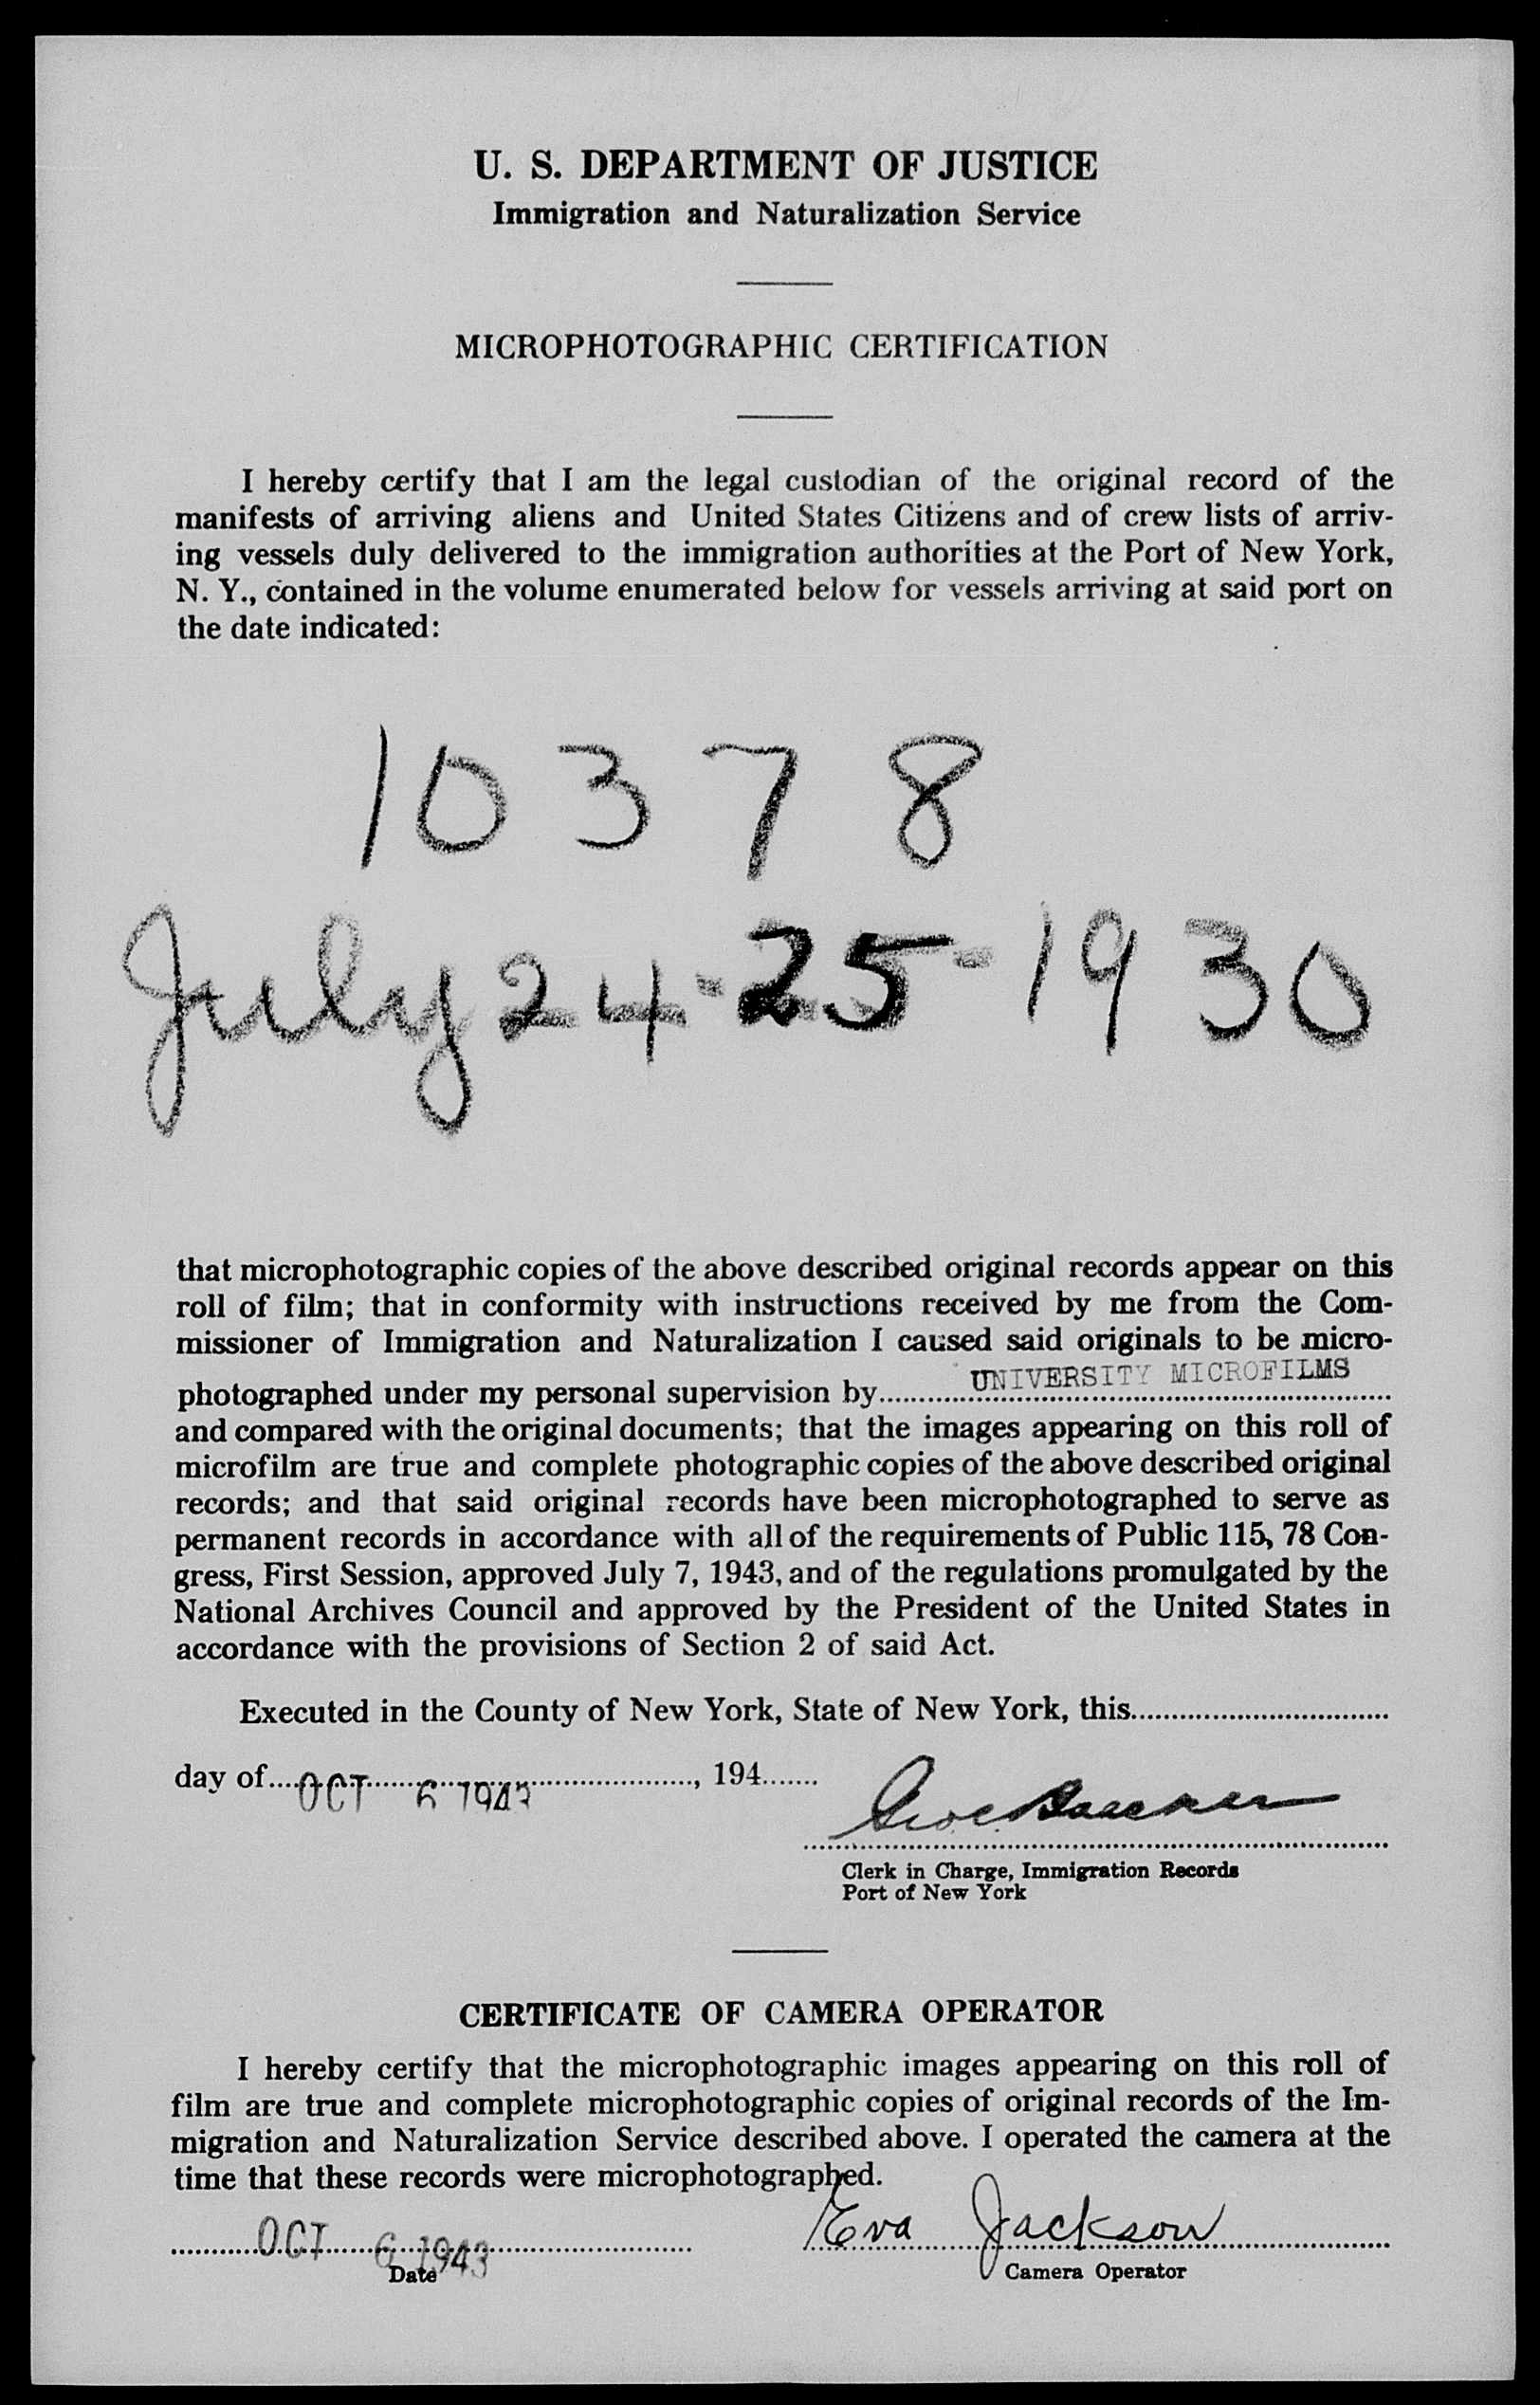 U. S. DEPARTMENT OF JUSTICE
Immigration and Naturalization Service
MICROPHOTOGRAPHIC CERTIFICATION
I hereby certify that I am the legal custodian of the original record of the
manifests of arriving aliens and United States Citizens and of crew lists of arriv-
ing vessels duly delivered to the immigration authorities at the Port of New York,
N. Y., contained in the volume enumerated below for vessels arriving at said port on
the date indicated:
10378
July 24-25-1930
that microphotographic copies of the above described original records appear on this
roll of film; that in conformity with instructions received by me from the Com-
missioner of Immigration and Naturalization I caused said originals to be micro-
photographed under my personal supervision by UNIVERSITY MICROFILMS
and compared with the original documents; that the images appearing on this roll of
microfilm are true and complete photographic copies of the above described original
records; and that said original records have been microphotographed to serve as
permanent records in accordance with all of the requirements of Public 115, 78 Con-
gress, First Session, approved July 7, 1943, and of the regulations promulgated by the
National Archives Council and approved by the President of the United States in
accordance with the provisions of Section 2 of said Act.
Executed in the County of New York, State of New York, this
day of OCT 6 1943, 194
Clerk in Charge, Immigration Records
Port of New York
CERTIFICATE OF CAMERA OPERATOR
I hereby certify that the microphotographic images appearing on this roll of
film are true and complete microphotographic copies of original records of the Im-
migration and Naturalization Service described above. I operated the camera at the
time that these records were microphotographed.
OCT 6 1943 Eva Jackson
Date Camera Operator